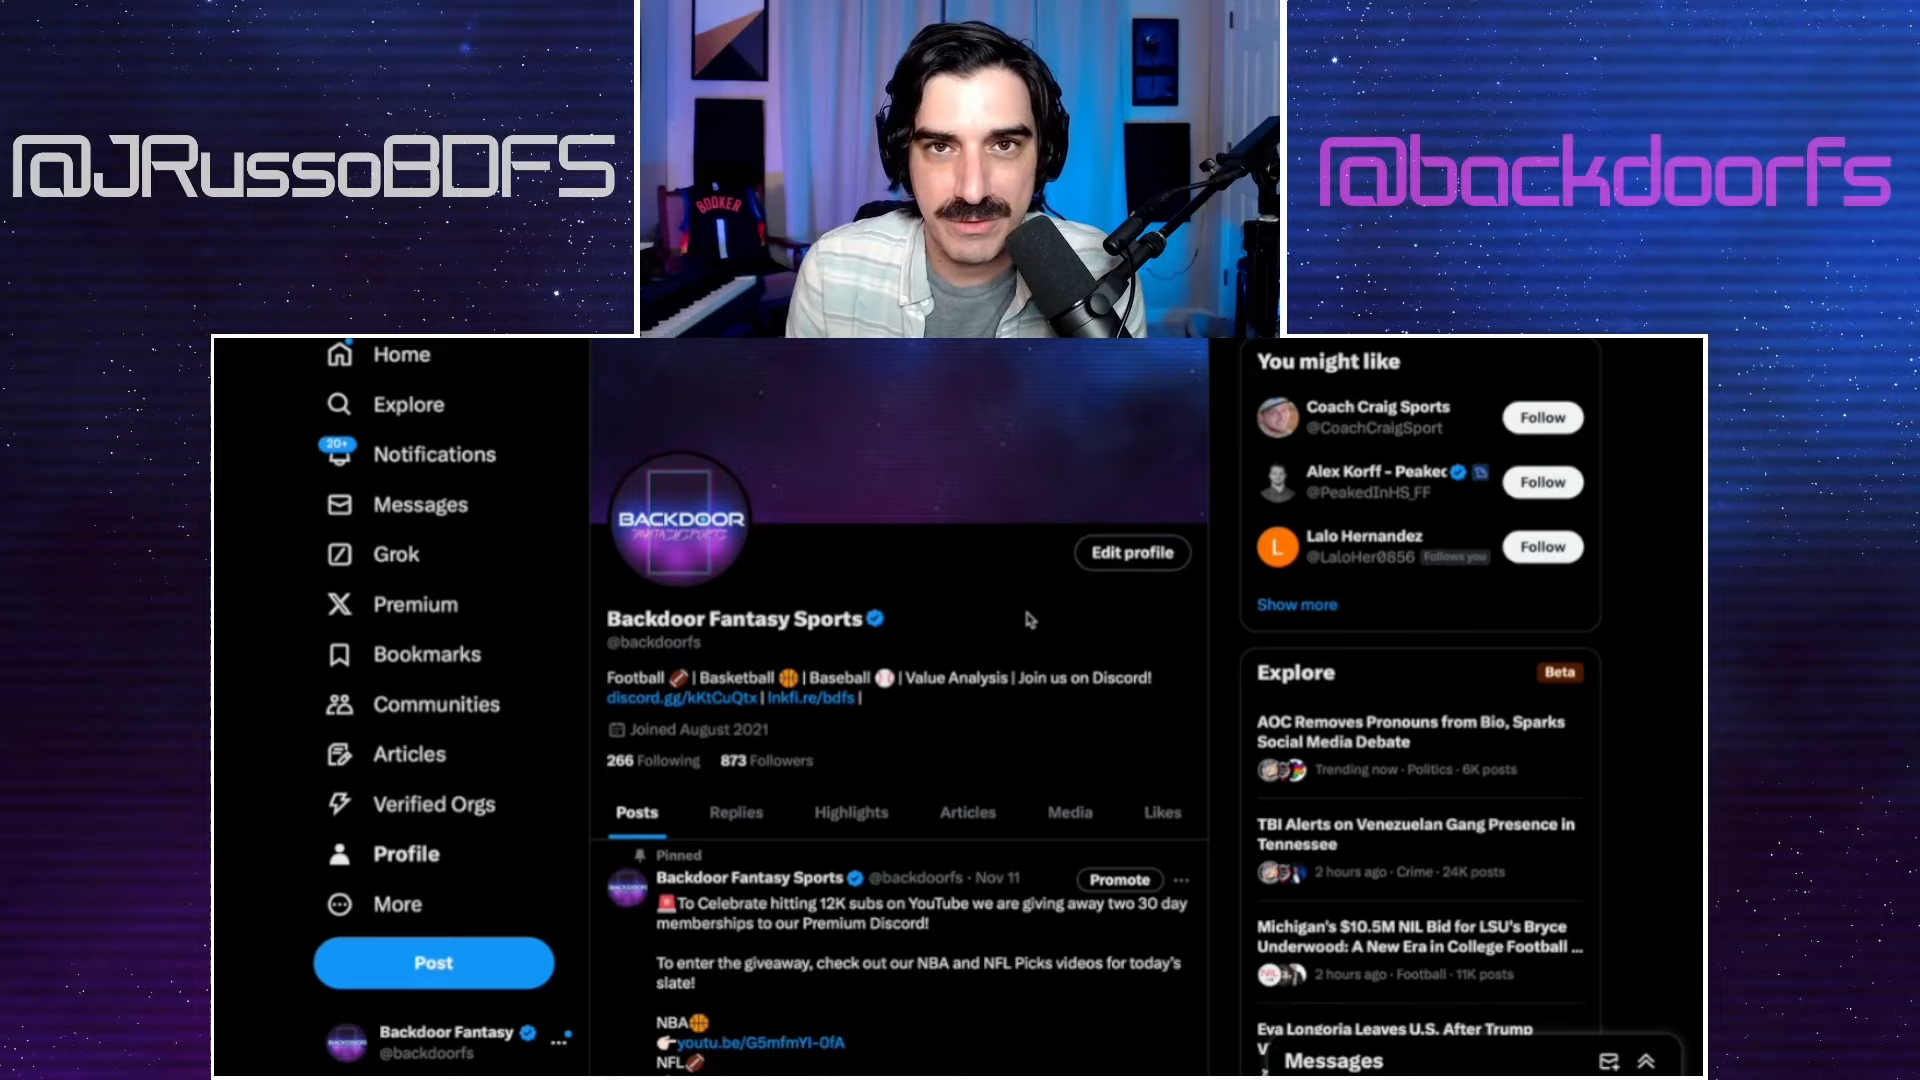 @JRussoBDFS
@backdoorfs
BOOKER
1
Home
Explore
20+
Notifications
Messages
Grok
Premium
Bookmarks
Communities
Articles
Verified Orgs
Profile
More
Post
Backdoor Fantasy
@backdoorfs
BACKDOOR
FANTASY SPORTS
Edit profile
Backdoor Fantasy Sports
@backdoorfs
Football 🏈 | Basketball 🏀 | Baseball ⚾ | Value Analysis | Join us on Discord!
discord.gg/kKtCuQtx | lnkfi.re/bdfs |
Joined August 2021
266 Following 873 Followers
Posts Replies Highlights Articles Media Likes
Pinned
Backdoor Fantasy Sports @backdoorfs · Nov 11
Promote
🚨To Celebrate hitting 12K subs on YouTube we are giving away two 30 day
memberships to our Premium Discord!
To enter the giveaway, check out our NBA and NFL Picks videos for today's
slate!
NBA🏀
👉youtu.be/G5mfmYI-0fA
NFL🏈
You might like
Coach Craig Sports
@CoachCraigSport
Follow
Alex Korff - Peaked
@PeakedInHS_FF
Follow
L
Lalo Hernandez
@LaloHer0856 Follows you
Follow
Show more
Explore
Beta
AOC Removes Pronouns from Bio, Sparks
Social Media Debate
Trending now · Politics · 6K posts
TBI Alerts on Venezuelan Gang Presence in
Tennessee
2 hours ago · Crime · 24K posts
Michigan's $10.5M NIL Bid for LSU's Bryce
Underwood: A New Era in College Football ...
NIL
2 hours ago · Football · 11K posts
Eva Longoria Leaves U.S. After Trump
Messages